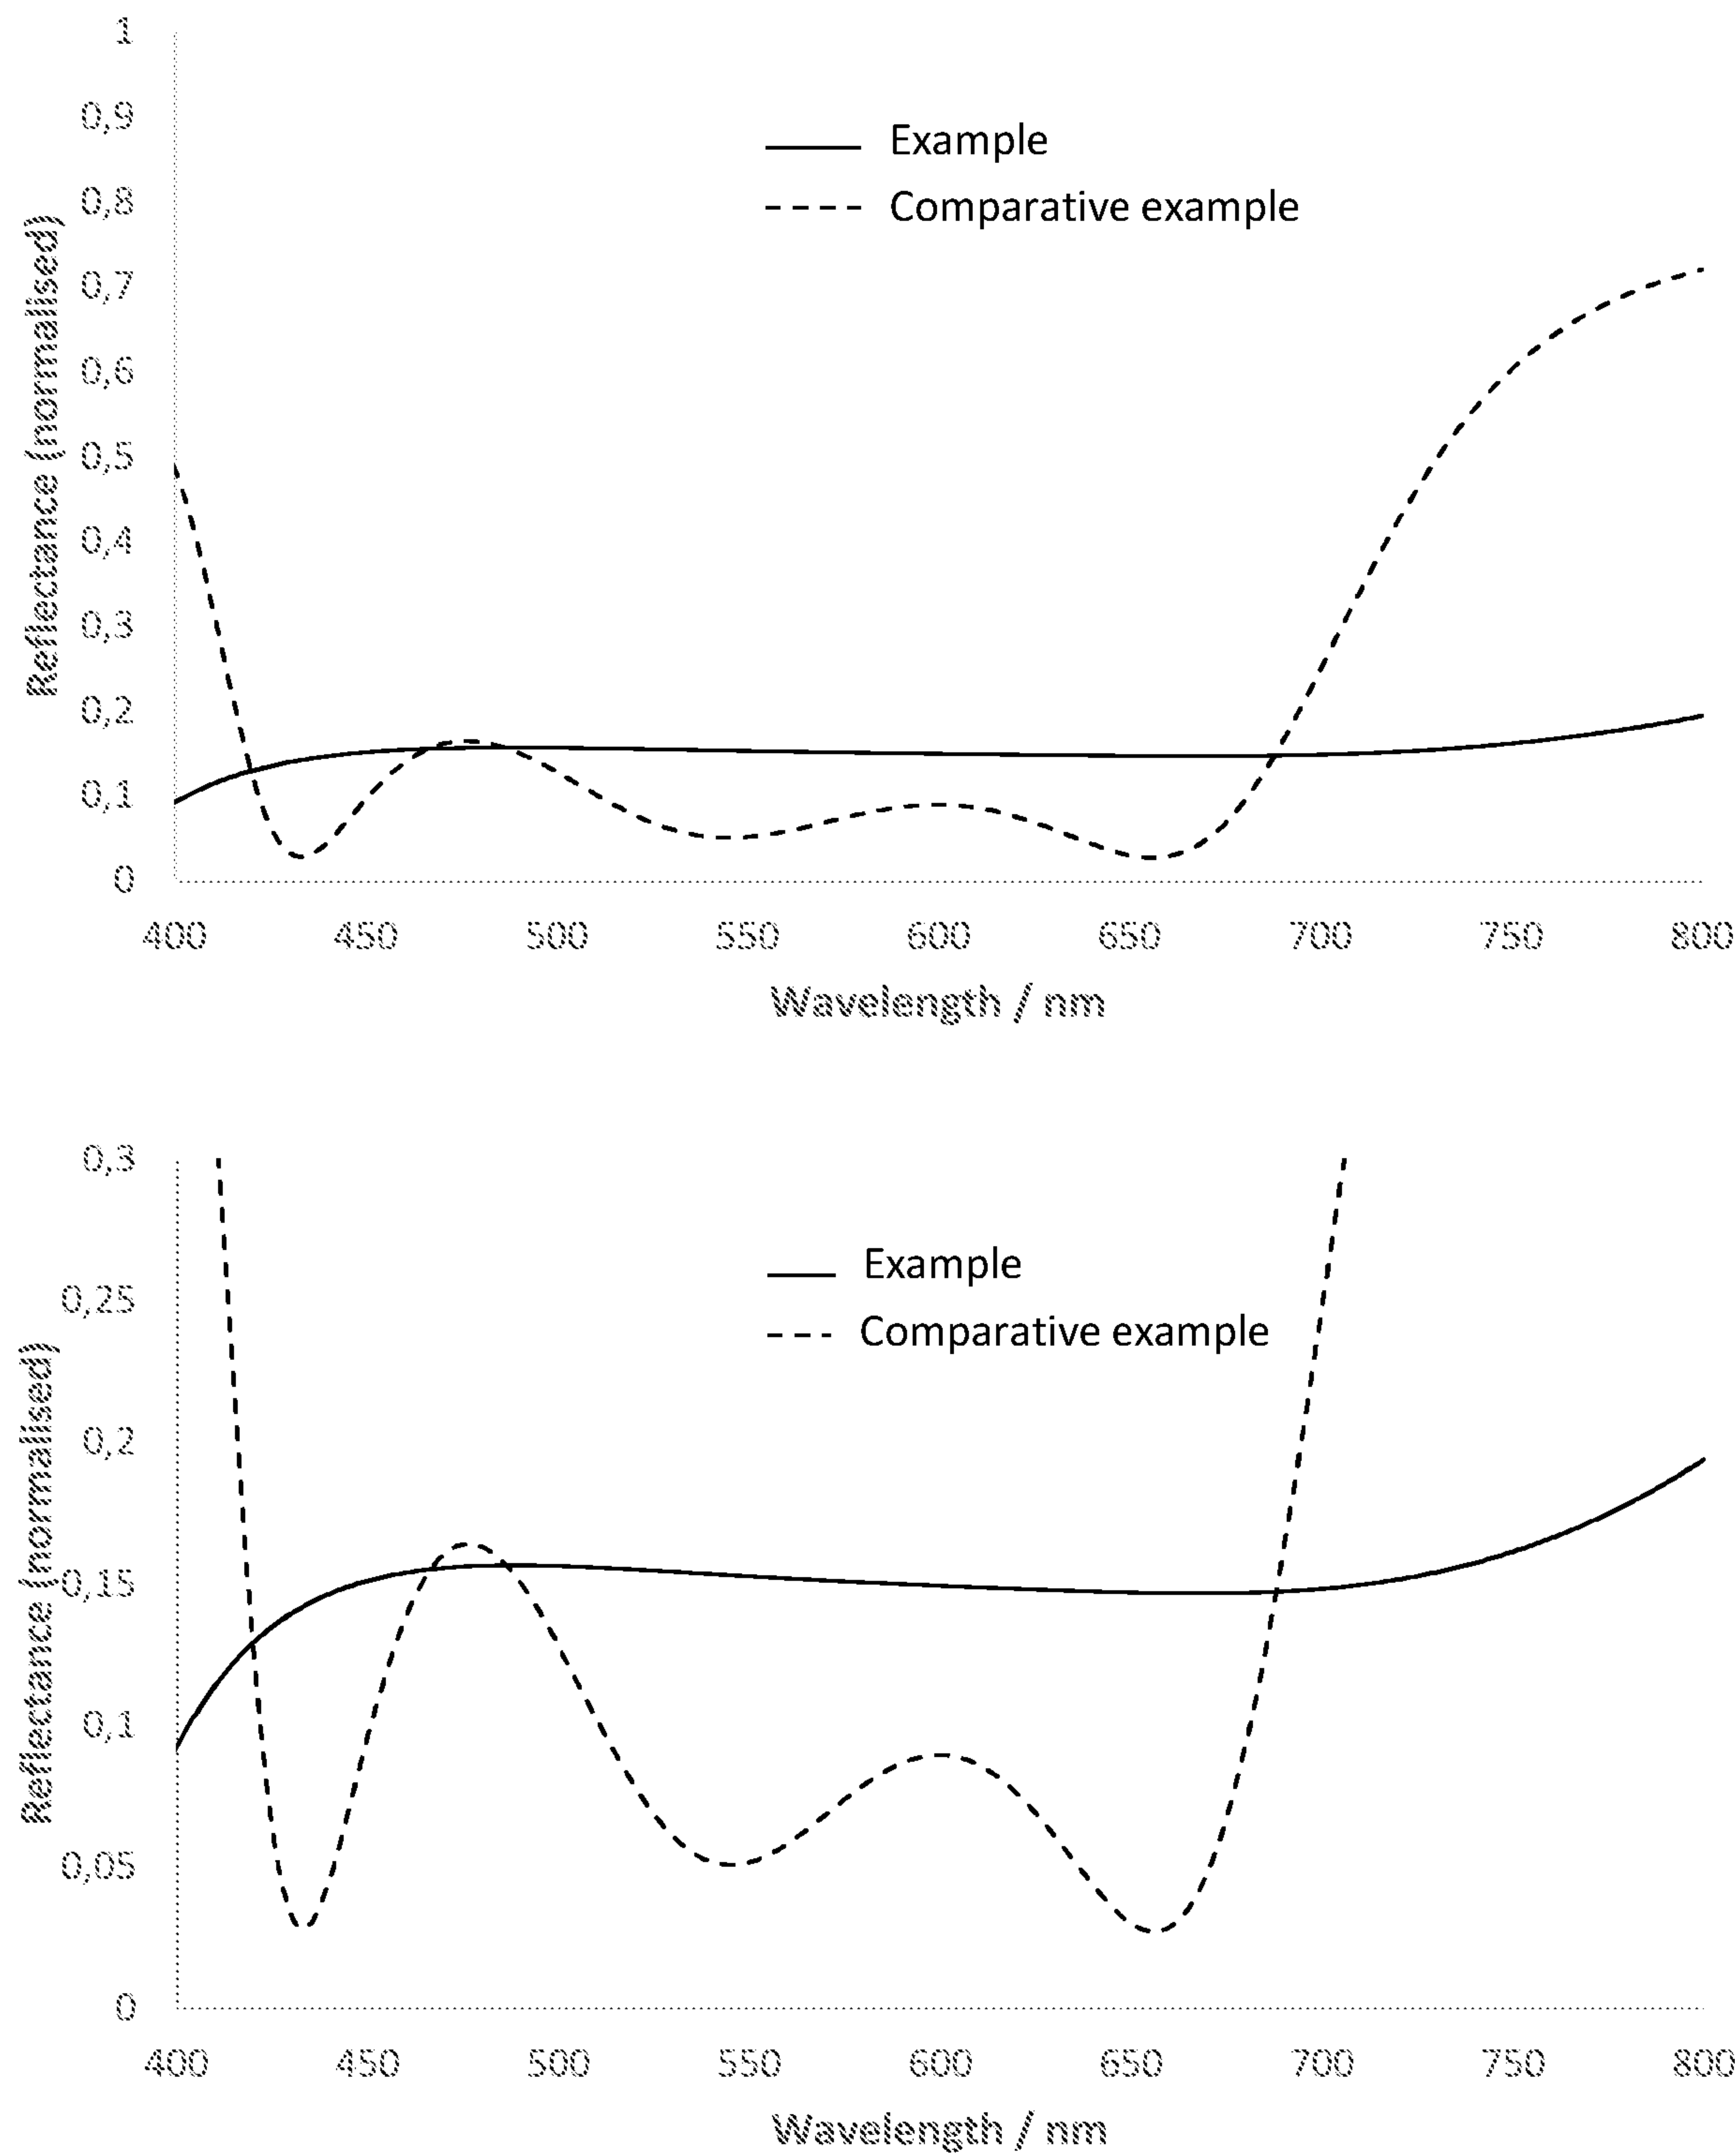 1
0,9
0,8
0,7
0,6
0,5
0,4
0,3
0,2
0,1
0
Reflectance (normalised)
Example
Comparative example
400 450 500 550 600 650 700 750 800
Wavelength / nm
0,3
0,25
0,2
0,15
0,1
0,05
0
Reflectance (normalised)
Example
Comparative example
400 450 500 550 600 650 700 750 800
Wavelength / nm